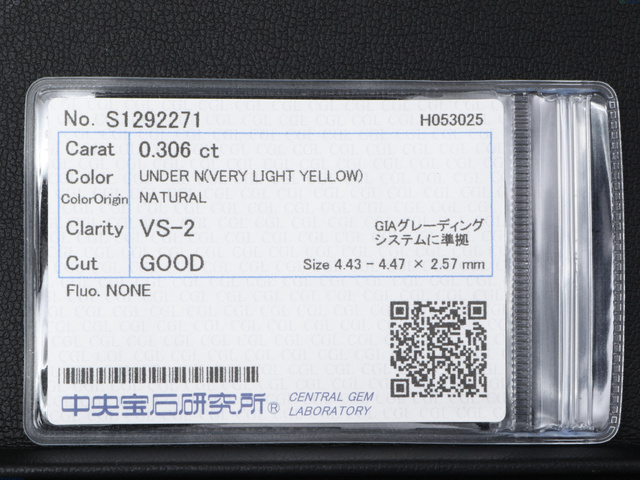 No. S1292271
H053025
Carat 0.306 ct
Color UNDER N(VERY LIGHT YELLOW)
ColorOrigin NATURAL
Clarity VS-2
GIAグレーディング
システムに準拠
Cut GOOD
Size 4.43 - 4.47 × 2.57 mm
Fluo. NONE
中央宝石研究所®
CENTRAL GEM
LABORATORY